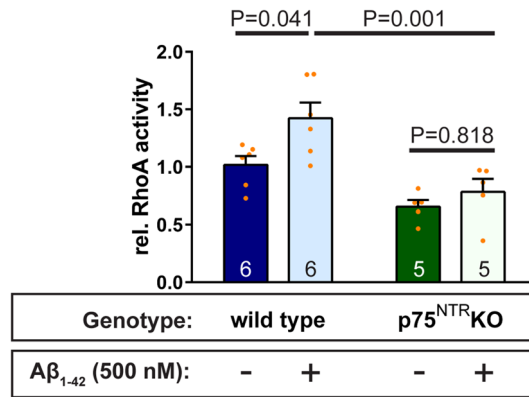 P=0.041 P=0.001
2.0
1.5
P=0.818
1.0
0.5
0.0
rel. RhoA activity
6 6 5 5
Genotype: wild type p75ᴺᵀᴿKO
Aβ₁₋₄₂ (500 nM): - + - +